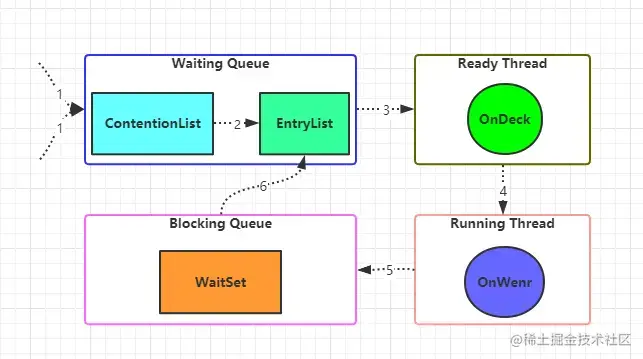 Waiting Queue
Ready Thread
1
1
ContentionList
2
EntryList
3
OnDeck
6
4
Blocking Queue
Running Thread
WaitSet
5
OnWenr
@稀土掘金技术社区